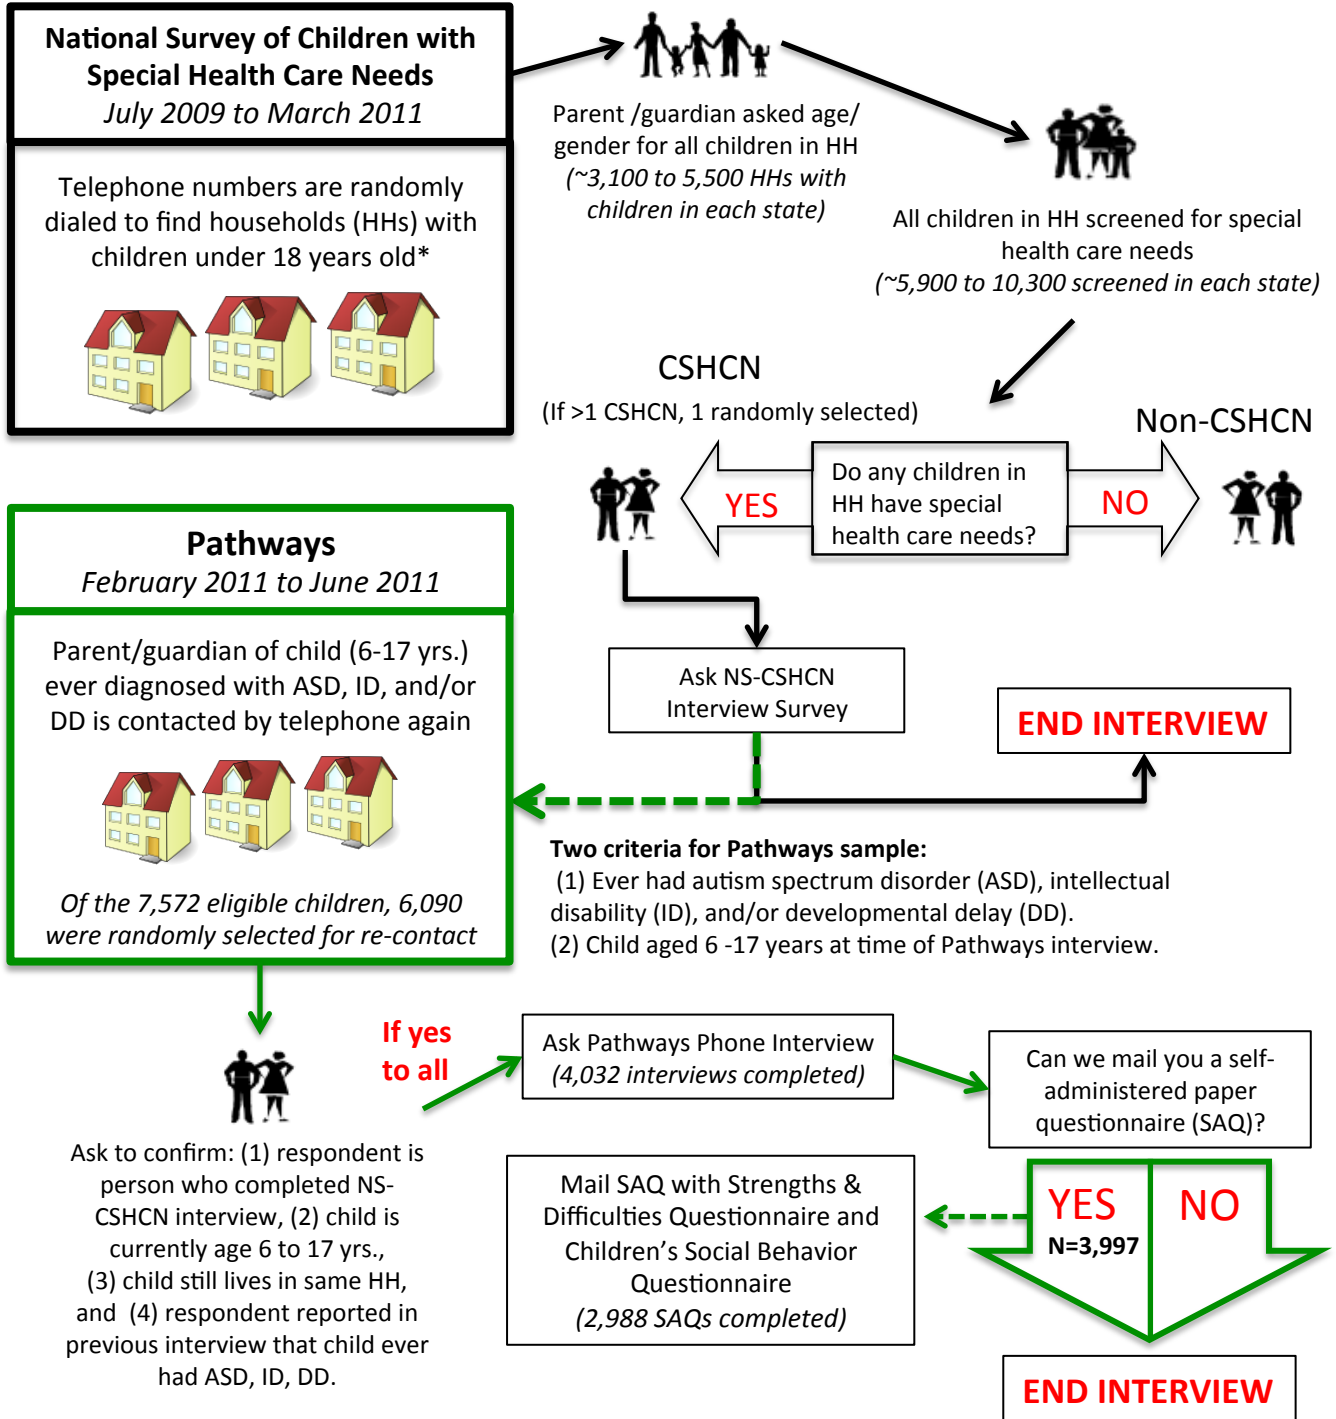 National Survey of Children with
Special Health Care Needs
July 2009 to March 2011
Telephone numbers are randomly
dialed to find households (HHs) with
children under 18 years old*
Parent /guardian asked age/
gender for all children in HH
(~3,100 to 5,500 HHs with
children in each state)
All children in HH screened for special
health care needs
(~5,900 to 10,300 screened in each state)
CSHCN
(If >1 CSHCN, 1 randomly selected)
Non-CSHCN
YES
Do any children in
HH have special
health care needs?
NO
Pathways
February 2011 to June 2011
Parent/guardian of child (6-17 yrs.)
ever diagnosed with ASD, ID, and/or
DD is contacted by telephone again
Of the 7,572 eligible children, 6,090
were randomly selected for re-contact
Ask NS-CSHCN
Interview Survey
END INTERVIEW
Two criteria for Pathways sample:
(1) Ever had autism spectrum disorder (ASD), intellectual
disability (ID), and/or developmental delay (DD).
(2) Child aged 6 -17 years at time of Pathways interview.
Ask to confirm: (1) respondent is
person who completed NS-
CSHCN interview, (2) child is
currently age 6 to 17 yrs.,
(3) child still lives in same HH,
and (4) respondent reported in
previous interview that child ever
had ASD, ID, DD.
If yes
to all
Ask Pathways Phone Interview
(4,032 interviews completed)
Can we mail you a self-
administered paper
questionnaire (SAQ)?
YES
N=3,997
NO
Mail SAQ with Strengths &
Difficulties Questionnaire and
Children’s Social Behavior
Questionnaire
(2,988 SAQs completed)
END INTERVIEW